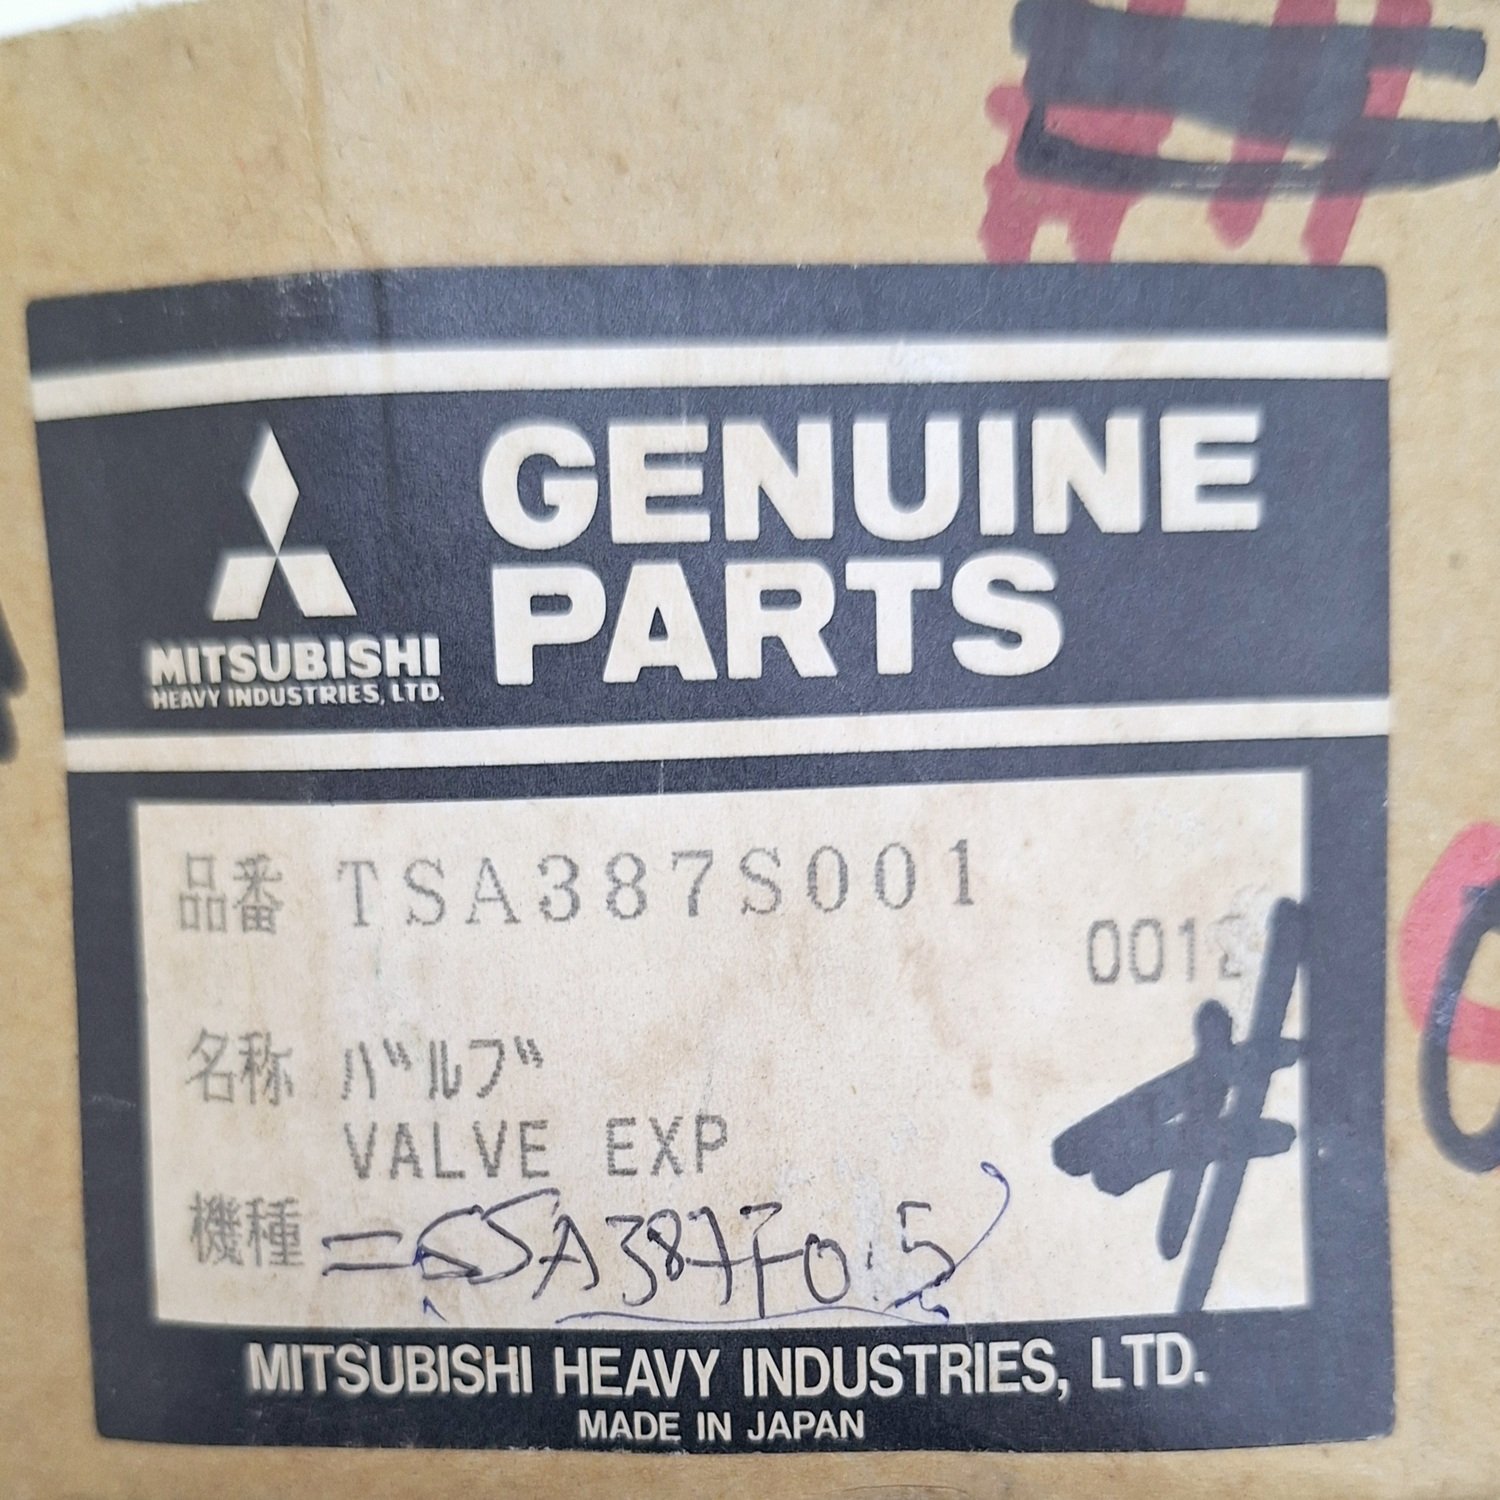 GENUINE
PARTS
MITSUBISHI
HEAVY INDUSTRIES, LTD.
品番 TSA387S001
名称 バルブ
VALVE EXP
機種
MITSUBISHI HEAVY INDUSTRIES, LTD.
MADE IN JAPAN